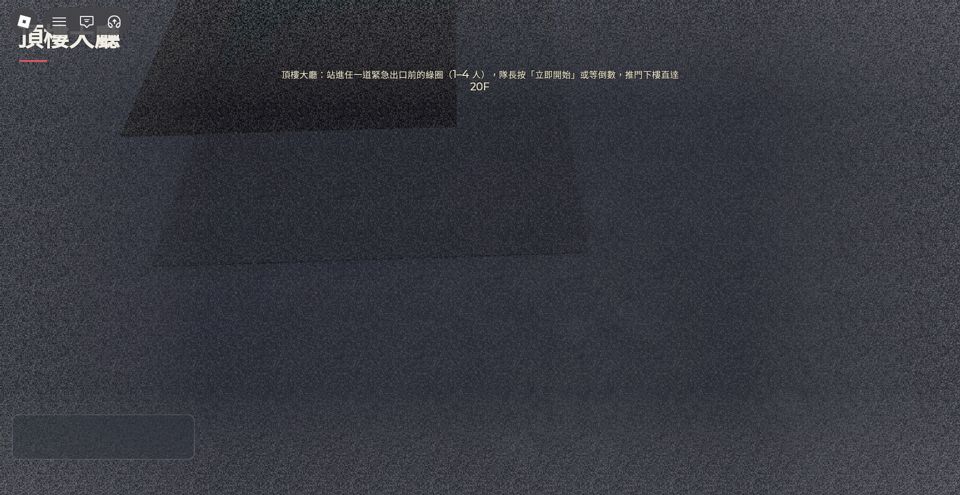 頂樓大廳
頂樓大廳：站進任一道緊急出口前的綠圈（1–4 人），隊長按「立即開始」或等倒數，推門下樓直達
20F